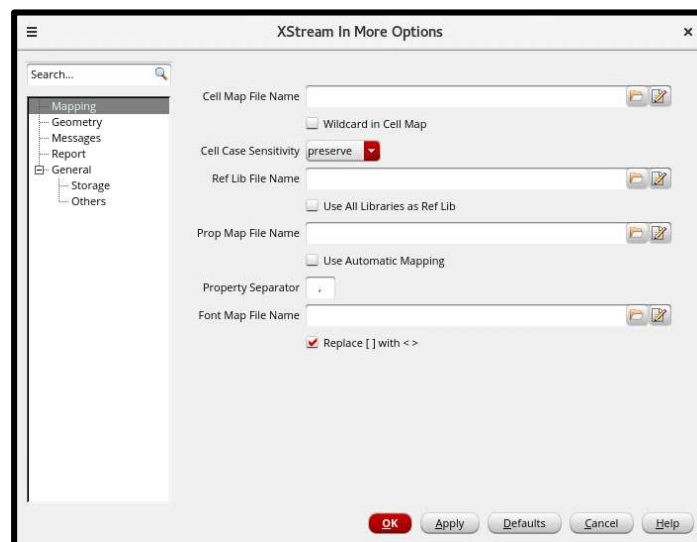 XStream In More Options
Search...
Mapping
Geometry
Messages
Report
General
Storage
Others
Cell Map File Name
Wildcard in Cell Map
Cell Case Sensitivity preserve
Ref Lib File Name
Use All Libraries as Ref Lib
Prop Map File Name
Use Automatic Mapping
Property Separator ,
Font Map File Name
Replace [ ] with < >
OK Apply Defaults Cancel Help